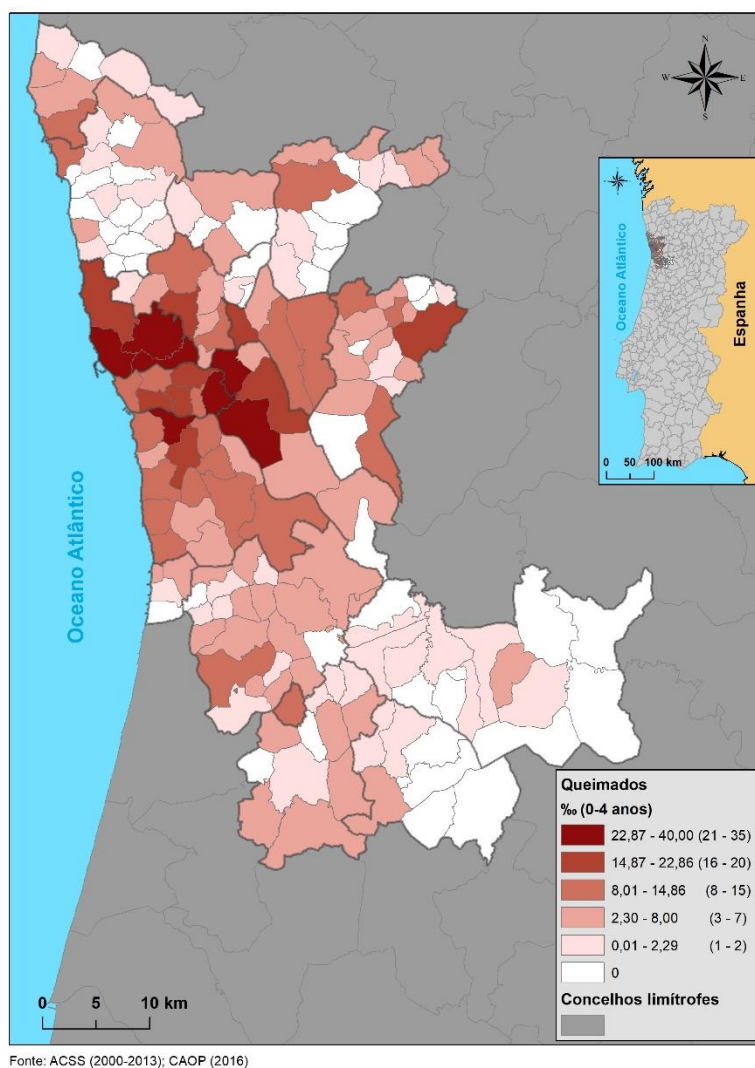 N
W E
S
Oceano Atlântico
Espanha
0 50 100 km
Oceano Atlântico
Queimados
‰ (0-4 anos)
22,87 - 40,00 (21 - 35)
14,87 - 22,86 (16 - 20)
8,01 - 14,86 (8 - 15)
2,30 - 8,00 (3 - 7)
0,01 - 2,29 (1 - 2)
0
Concelhos limítrofes
0 5 10 km
Fonte: ACSS (2000-2013); CAOP (2016)